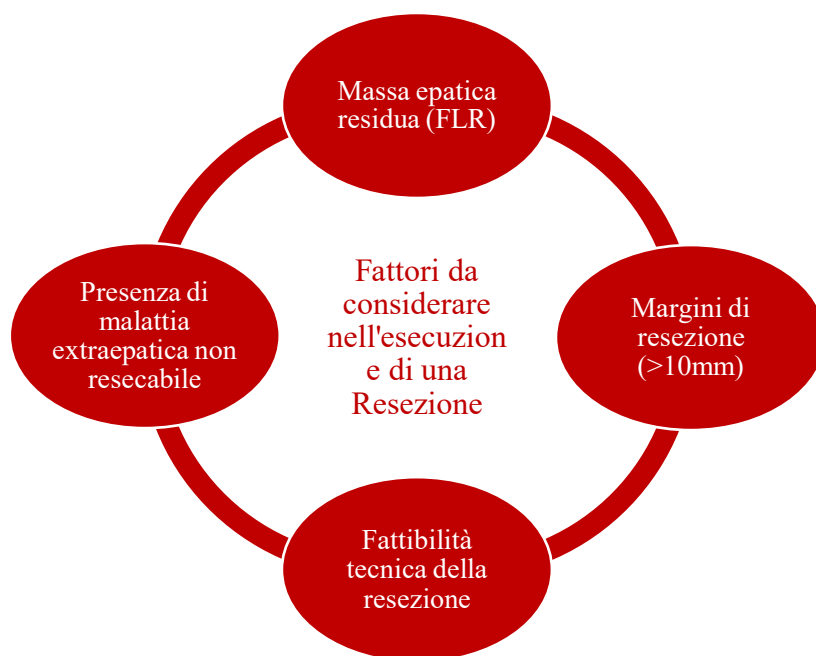 Massa epatica
residua (FLR)
Presenza di
malattia
extraepatica non
resecabile
Fattori da
considerare
nell'esecuzion
e di una
Resezione
Margini di
resezione
(>10mm)
Fattibilità
tecnica della
resezione